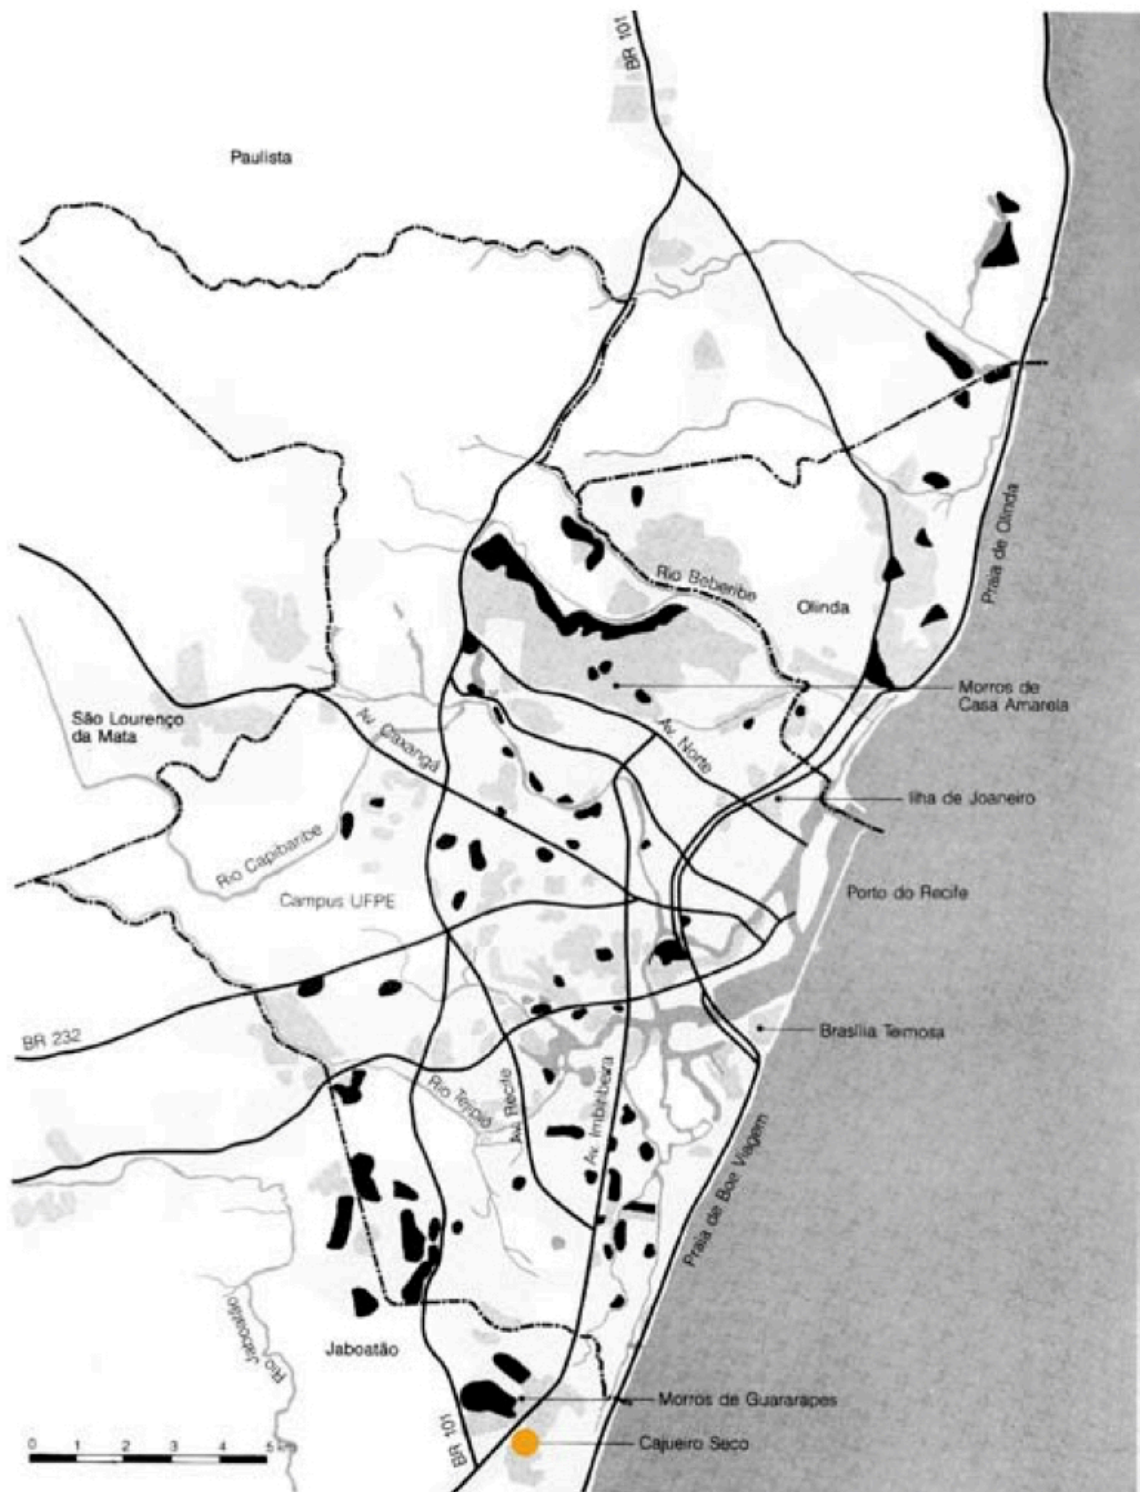 BR 101
Paulista
Praia de Olinda
Rio Beberibe
Olinda
Morros de
Casa Amarela
São Lourenço
da Mata
Av. Caxangá
Av. Norte
Ilha de Joaneiro
Rio Capibaribe
Campus UFPE
Porto do Recife
BR 232
Brasília Teimosa
Rio Tejipió
Av. Recife
Av. Imbiribeira
Praia de Boe Viagem
Rio Jaboatão
Jaboatão
Morros de Guararapes
BR 101
Cajueiro Seco
0 1 2 3 4 5 km